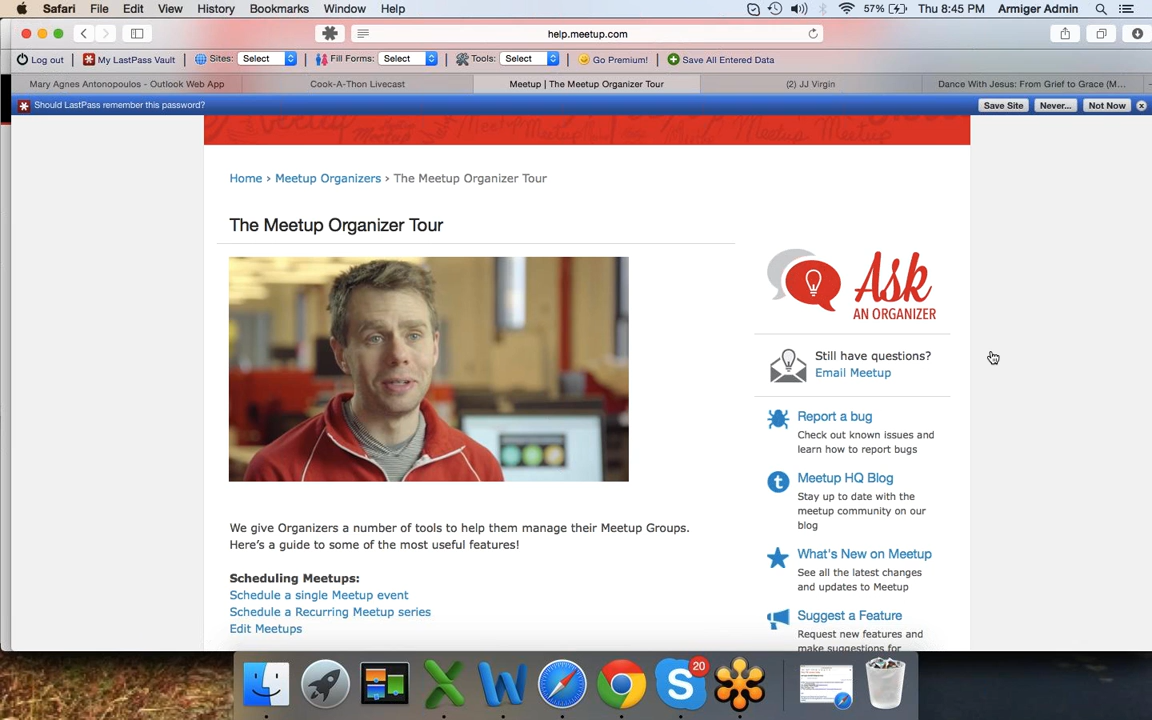 Safari File Edit View History Bookmarks Window Help 57% Thu 8:45 PM Armiger Admin
help.meetup.com
Log out My LastPass Vault Sites: Select Fill Forms: Select Tools: Select Go Premium! Save All Entered Data
Mary Agnes Antonopoulos - Outlook Web App Cook-A-Thon Livecast Meetup | The Meetup Organizer Tour (2) JJ Virgin Dance With Jesus: From Grief to Grace (M...
Should LastPass remember this password? Save Site Never... Not Now
Home › Meetup Organizers › The Meetup Organizer Tour
The Meetup Organizer Tour
Ask
AN ORGANIZER
Still have questions?
Email Meetup
Report a bug
Check out known issues and
learn how to report bugs
Meetup HQ Blog
Stay up to date with the
meetup community on our
blog
What's New on Meetup
See all the latest changes
and updates to Meetup
Suggest a Feature
Request new features and
make suggestions for
We give Organizers a number of tools to help them manage their Meetup Groups.
Here's a guide to some of the most useful features!
Scheduling Meetups:
Schedule a single Meetup event
Schedule a Recurring Meetup series
Edit Meetups
20